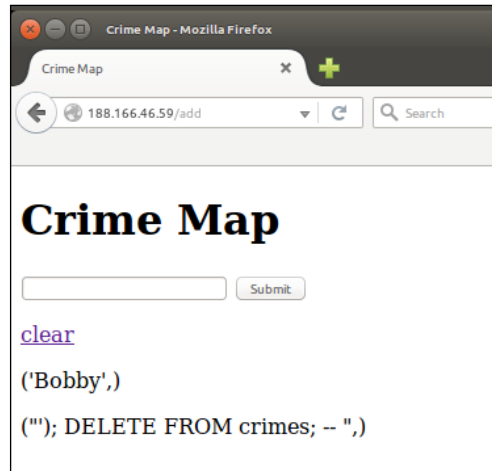 Crime Map - Mozilla Firefox
Crime Map
188.166.46.59/add
Search
Crime Map
Submit
clear
('Bobby',)
("'); DELETE FROM crimes; -- ",)